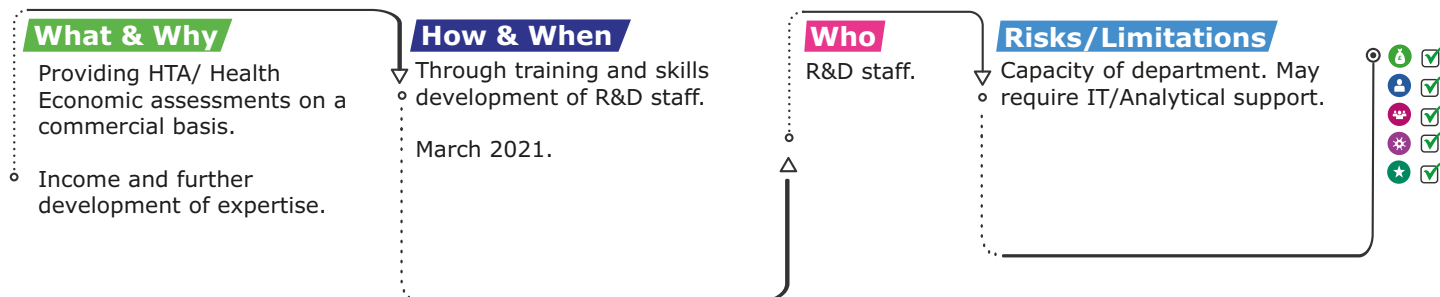 What & Why
Providing HTA/ Health
Economic assessments on a
commercial basis.
Income and further
development of expertise.
How & When
Through training and skills
development of R&D staff.
March 2021.
Who
R&D staff.
Risks/Limitations
Capacity of department. May
require IT/Analytical support.